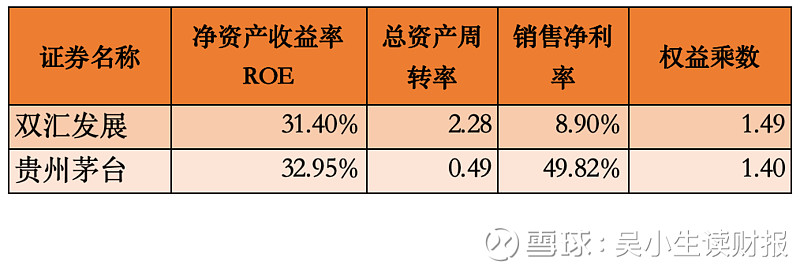 证券名称 净资产收益率ROE 总资产周转率 销售净利率 权益乘数
双汇发展 31.40% 2.28 8.90% 1.49
贵州茅台 32.95% 0.49 49.82% 1.40
雪球：吴小生读财报